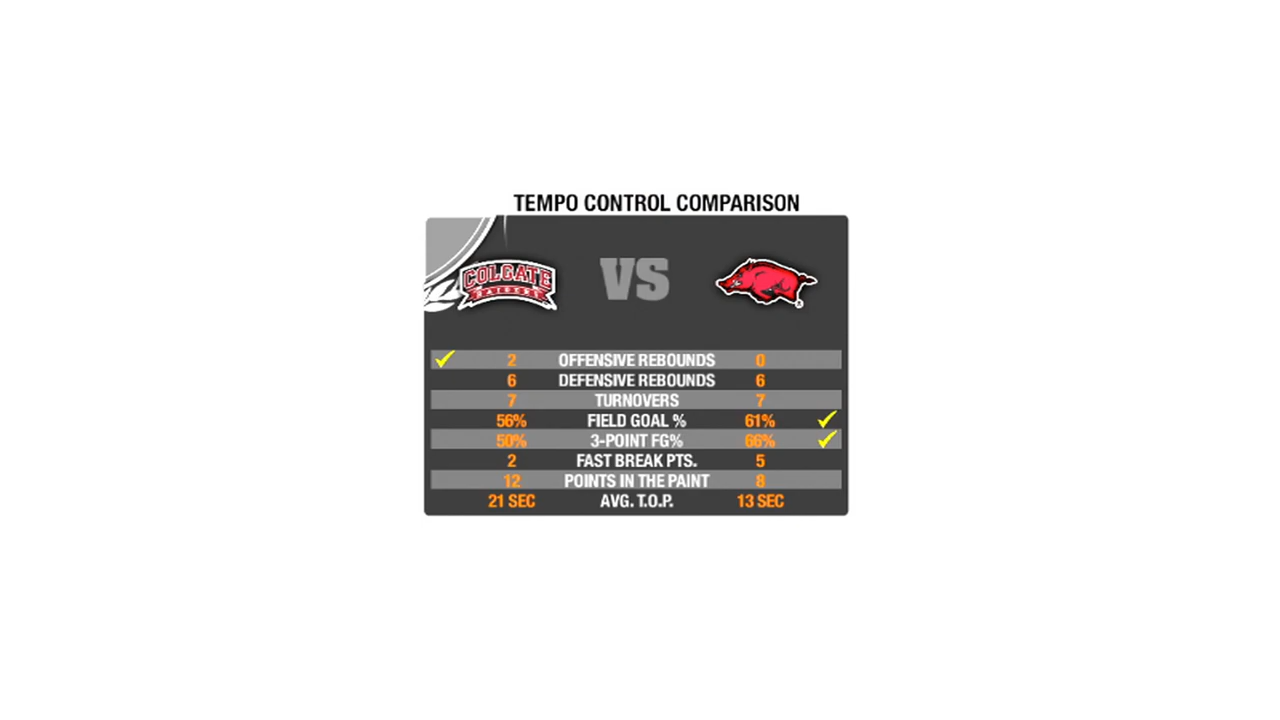 TEMPO CONTROL COMPARISON
COLGATE
VS
2 OFFENSIVE REBOUNDS 0
6 DEFENSIVE REBOUNDS 6
7 TURNOVERS 7
56% FIELD GOAL % 61%
50% 3-POINT FG% 66%
2 FAST BREAK PTS. 5
12 POINTS IN THE PAINT 8
21 SEC AVG. T.O.P. 13 SEC